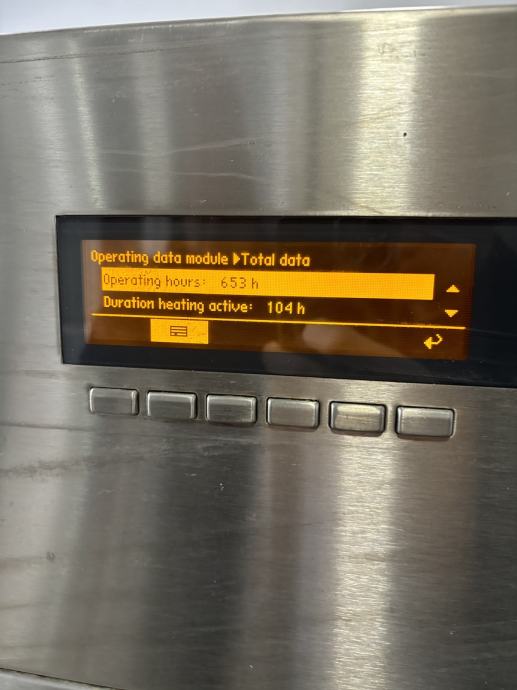 Operating data module ▶Total data
Operating hours: 653 h
Duration heating active: 104 h